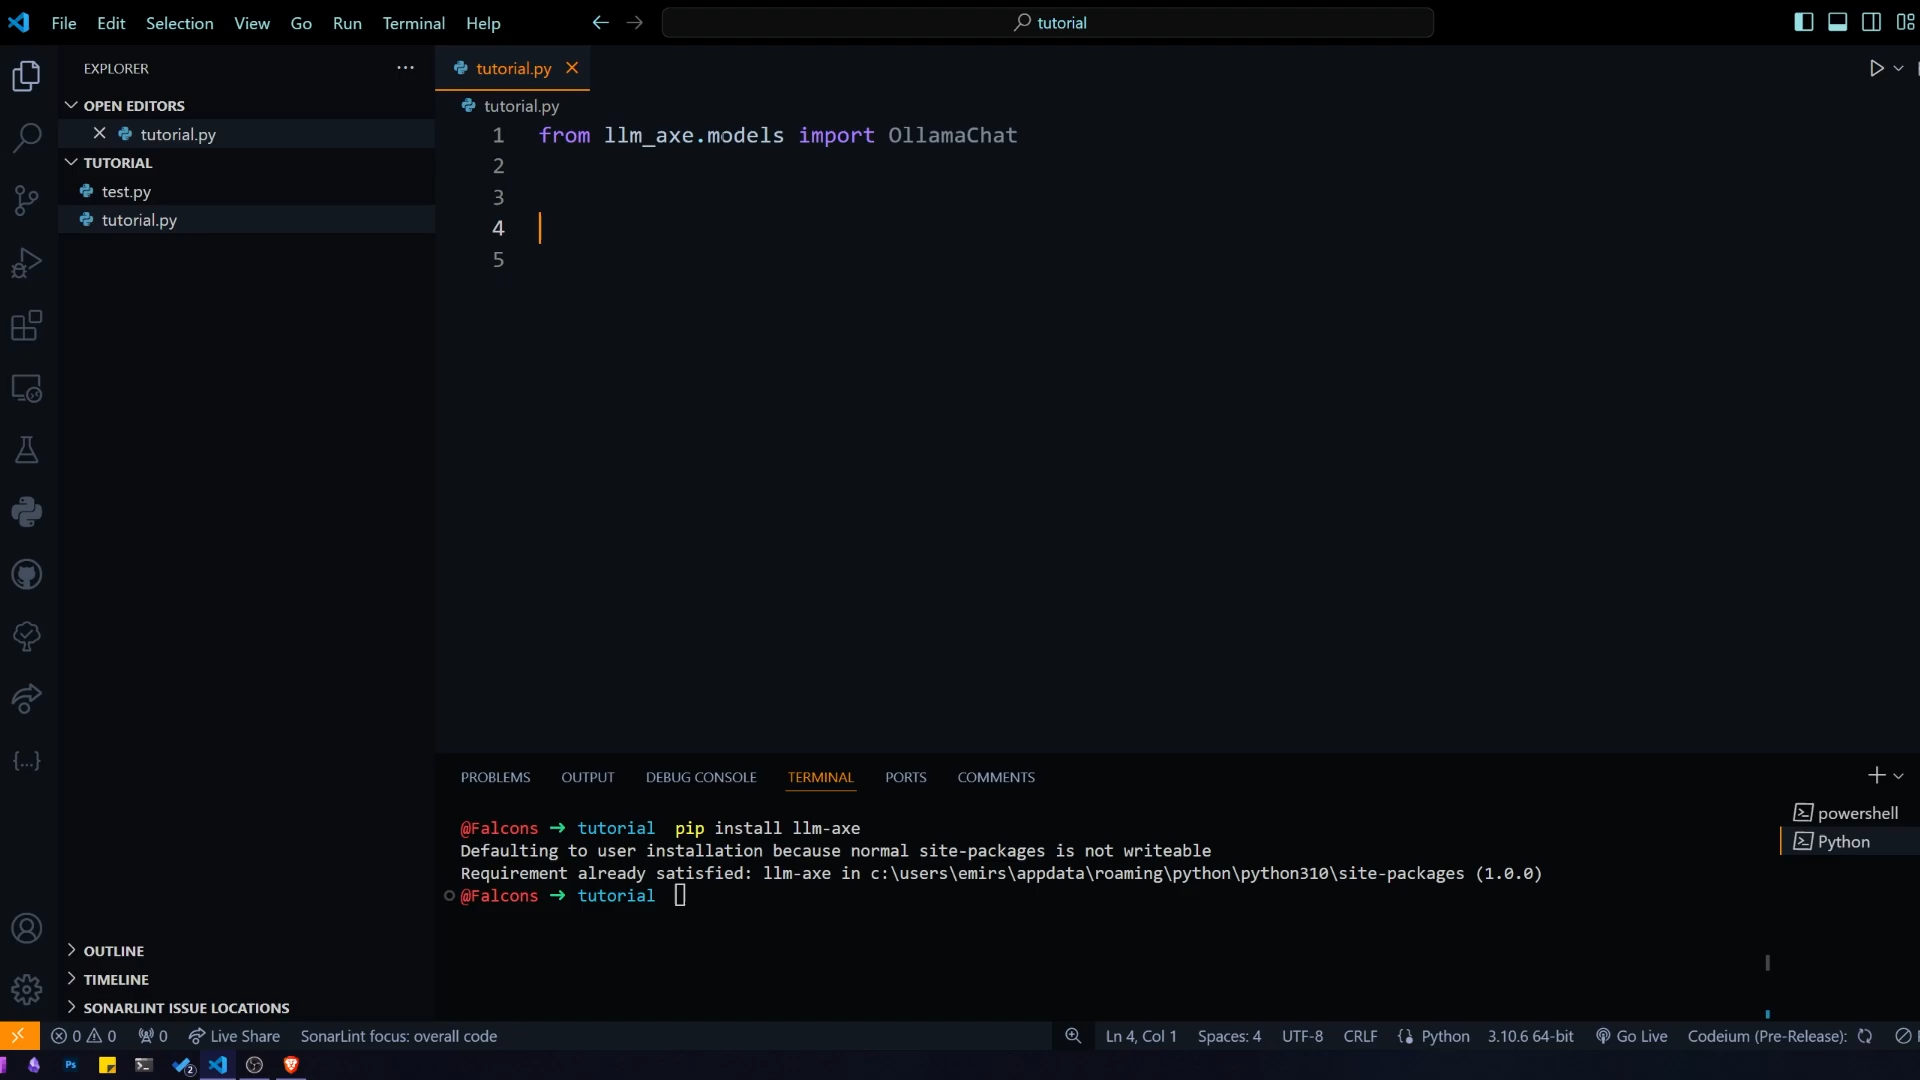 File Edit Selection View Go Run Terminal Help
tutorial
EXPLORER
OPEN EDITORS
tutorial.py
TUTORIAL
test.py
tutorial.py
OUTLINE
TIMELINE
SONARLINT ISSUE LOCATIONS
tutorial.py
tutorial.py
1 from llm_axe.models import OllamaChat
2
3
4
5
PROBLEMS OUTPUT DEBUG CONSOLE TERMINAL PORTS COMMENTS
@Falcons → tutorial pip install llm-axe
Defaulting to user installation because normal site-packages is not writeable
Requirement already satisfied: llm-axe in c:\users\emirs\appdata\roaming\python\python310\site-packages (1.0.0)
@Falcons → tutorial
powershell
Python
0 0 0 Live Share SonarLint focus: overall code Ln 4, Col 1 Spaces: 4 UTF-8 CRLF Python 3.10.6 64-bit Go Live Codeium (Pre-Release):
Ps 2